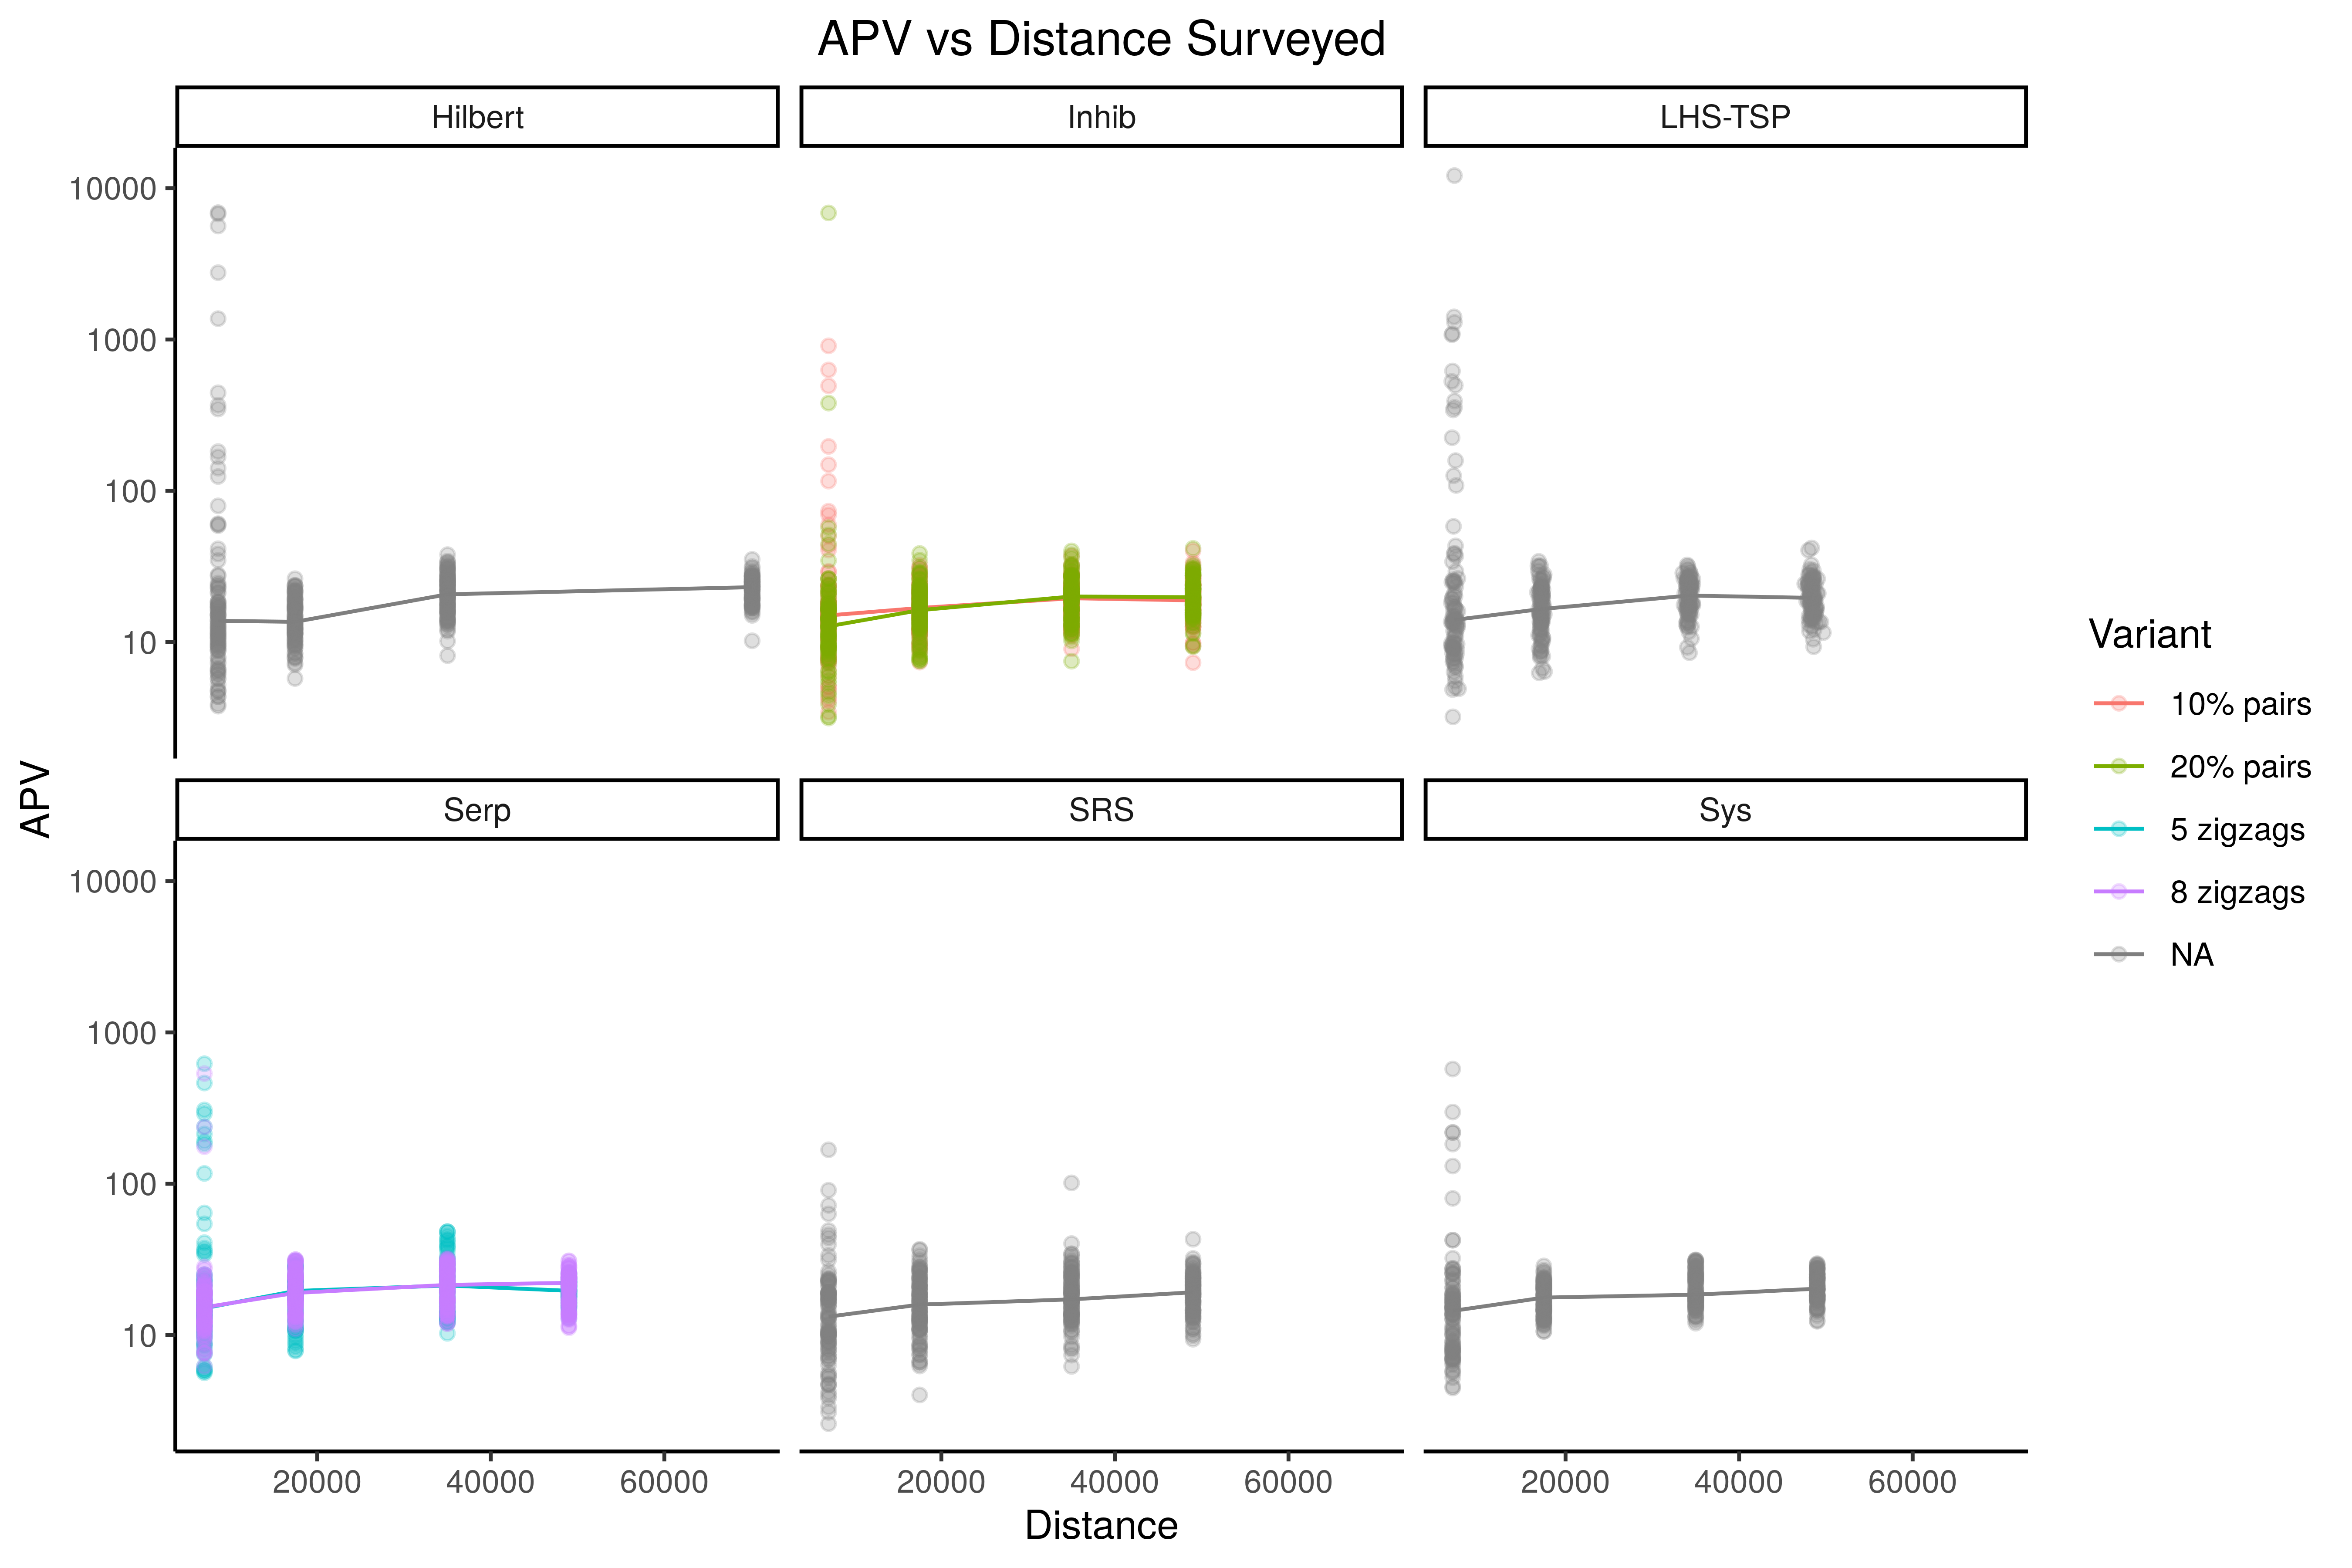 APV vs Distance Surveyed
Hilbert
Inhib
LHS-TSP
10000
1000
100
10
Serp
SRS
Sys
10000
1000
100
10
20000
40000
60000
20000
40000
60000
20000
40000
60000
Distance
APV
Variant
10% pairs
20% pairs
5 zigzags
8 zigzags
NA